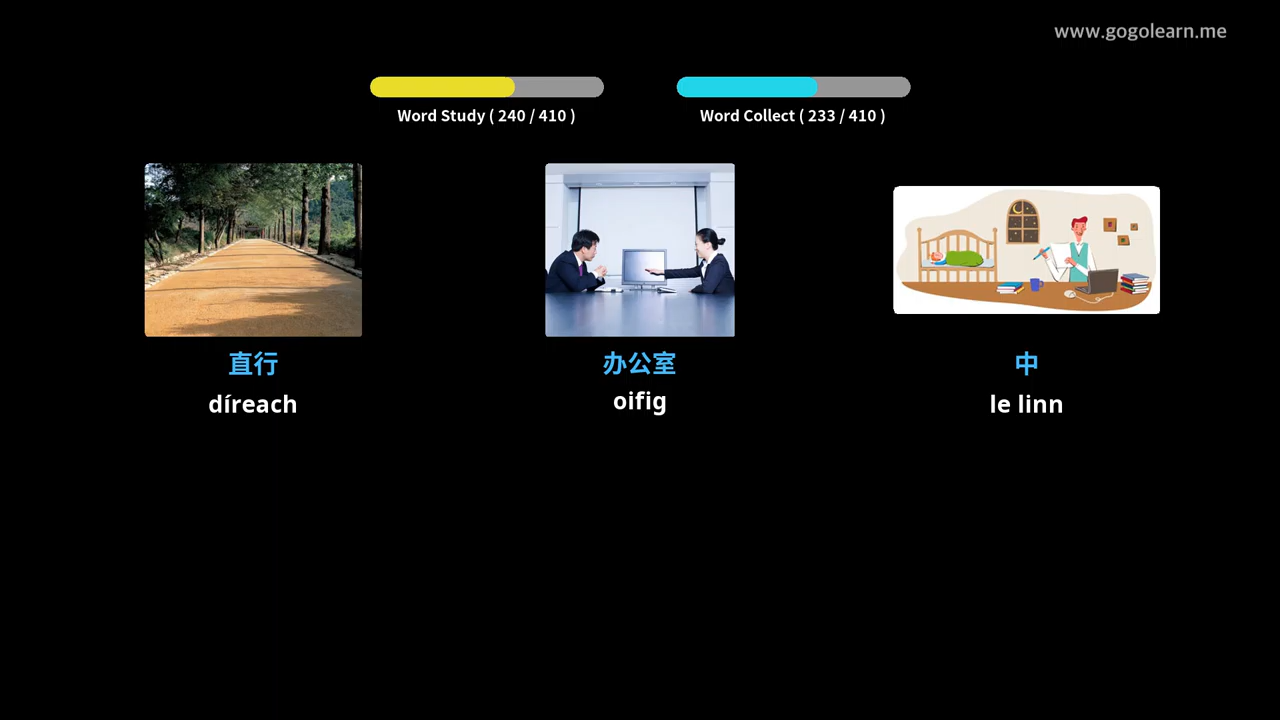 www.gogolearn.me
Word Study ( 240 / 410 )
Word Collect ( 233 / 410 )
直行
办公室
中
díreach
oifig
le linn